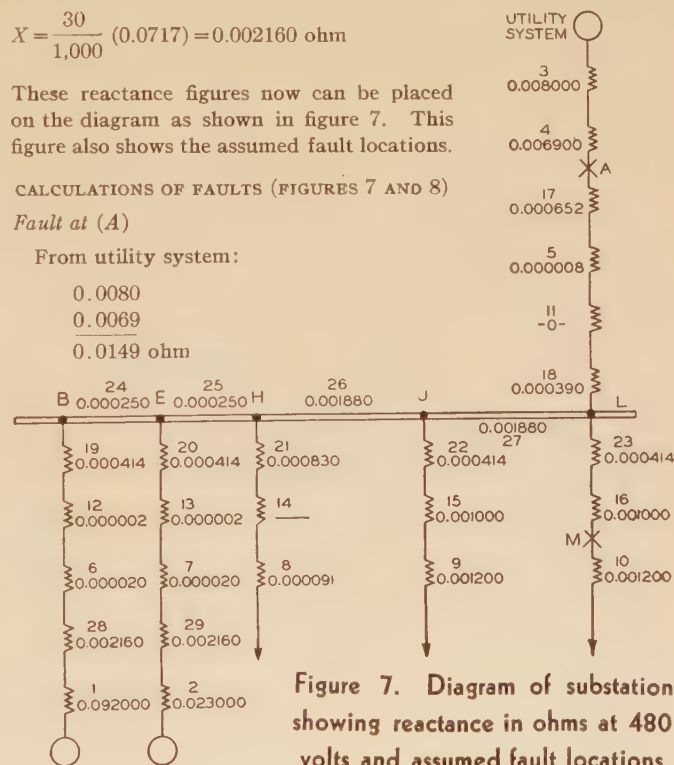 X = 30/1,000 (0.0717) = 0.002160 ohm
These reactance figures now can be placed
on the diagram as shown in figure 7. This
figure also shows the assumed fault locations.
CALCULATIONS OF FAULTS (FIGURES 7 AND 8)
Fault at (A)
From utility system:
0.0080
0.0069
0.0149 ohm
UTILITY
SYSTEM
3
0.008000
4
0.006900
A
17
0.000652
5
0.000008
11
-0-
18
0.000390
B 24 E 25 H 26 J L
0.000250 0.000250 0.001880
0.001880
27
19 20 21 22 23
0.000414 0.000414 0.000830 0.000414 0.000414
12 13 14 15 16
0.000002 0.000002 0.001000 0.001000
M
6 7 8 9 10
0.000020 0.000020 0.000091 0.001200 0.001200
28 29
0.002160 0.002160
1 2
0.092000 0.023000
Figure 7. Diagram of substation
showing reactance in ohms at 480
volts and assumed fault locations